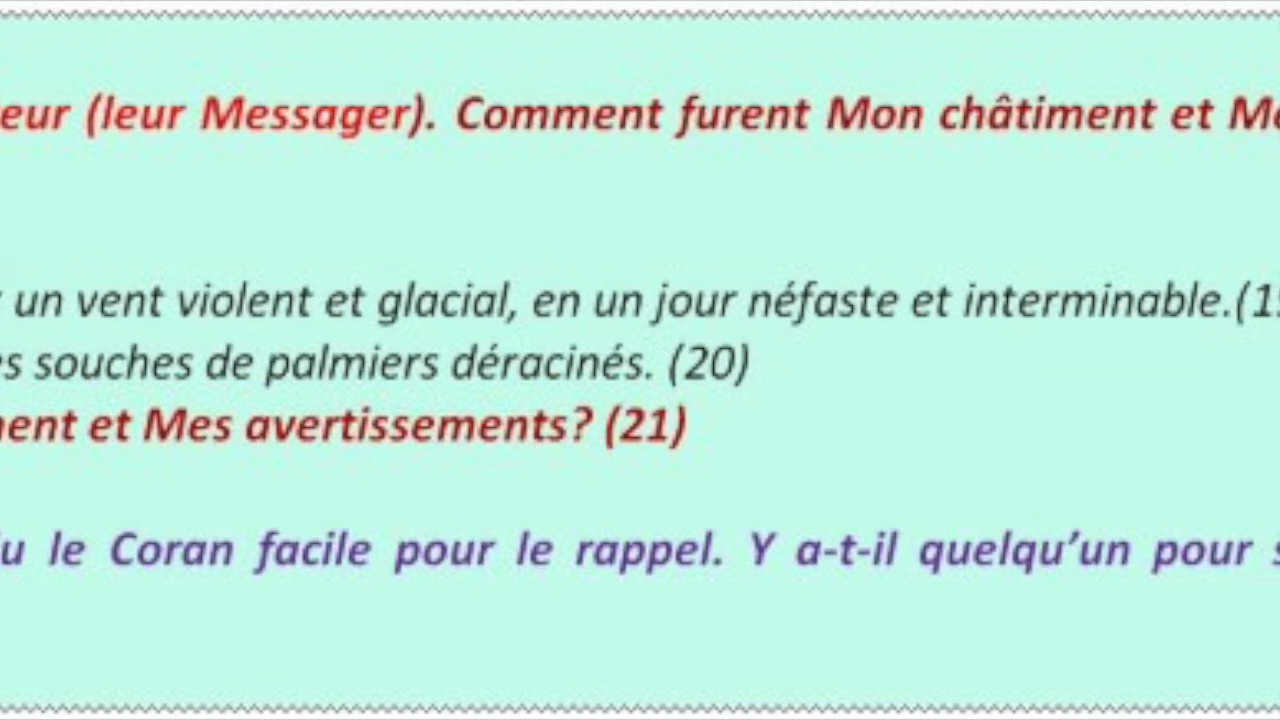 eur (leur Messager). Comment furent Mon châtiment et M
un vent violent et glacial, en un jour néfaste et interminable.(1
es souches de palmiers déracinés. (20)
ent et Mes avertissements? (21)
u le Coran facile pour le rappel. Y a-t-il quelqu’un pour s